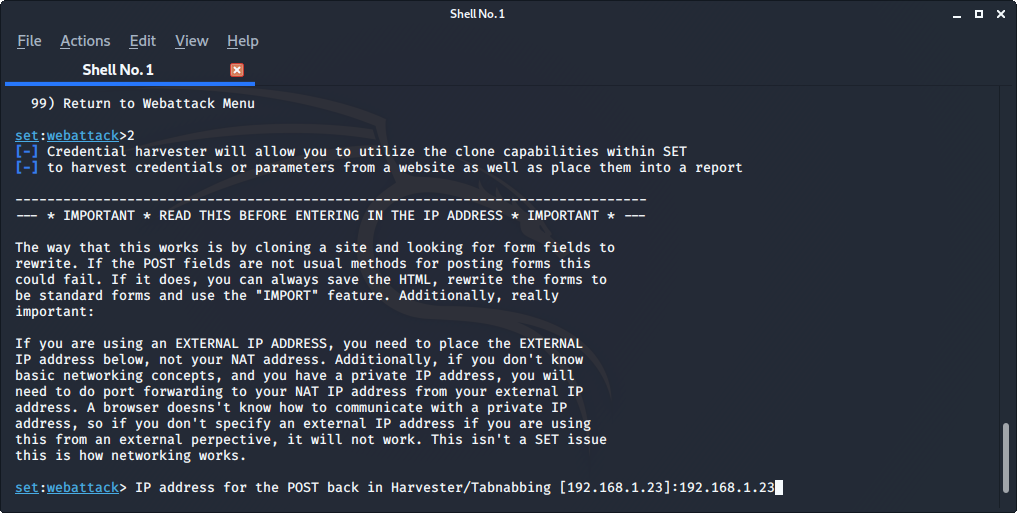 Shell No. 1
File Actions Edit View Help
Shell No. 1
99) Return to Webattack Menu
set:webattack>2
[-] Credential harvester will allow you to utilize the clone capabilities within SET
[-] to harvest credentials or parameters from a website as well as place them into a report
-------------------------------------------------------------------------------
--- * IMPORTANT * READ THIS BEFORE ENTERING IN THE IP ADDRESS * IMPORTANT * ---
The way that this works is by cloning a site and looking for form fields to
rewrite. If the POST fields are not usual methods for posting forms this
could fail. If it does, you can always save the HTML, rewrite the forms to
be standard forms and use the "IMPORT" feature. Additionally, really
important:
If you are using an EXTERNAL IP ADDRESS, you need to place the EXTERNAL
IP address below, not your NAT address. Additionally, if you don't know
basic networking concepts, and you have a private IP address, you will
need to do port forwarding to your NAT IP address from your external IP
address. A browser doesns't know how to communicate with a private IP
address, so if you don't specify an external IP address if you are using
this from an external perpective, it will not work. This isn't a SET issue
this is how networking works.
set:webattack> IP address for the POST back in Harvester/Tabnabbing [192.168.1.23]:192.168.1.23